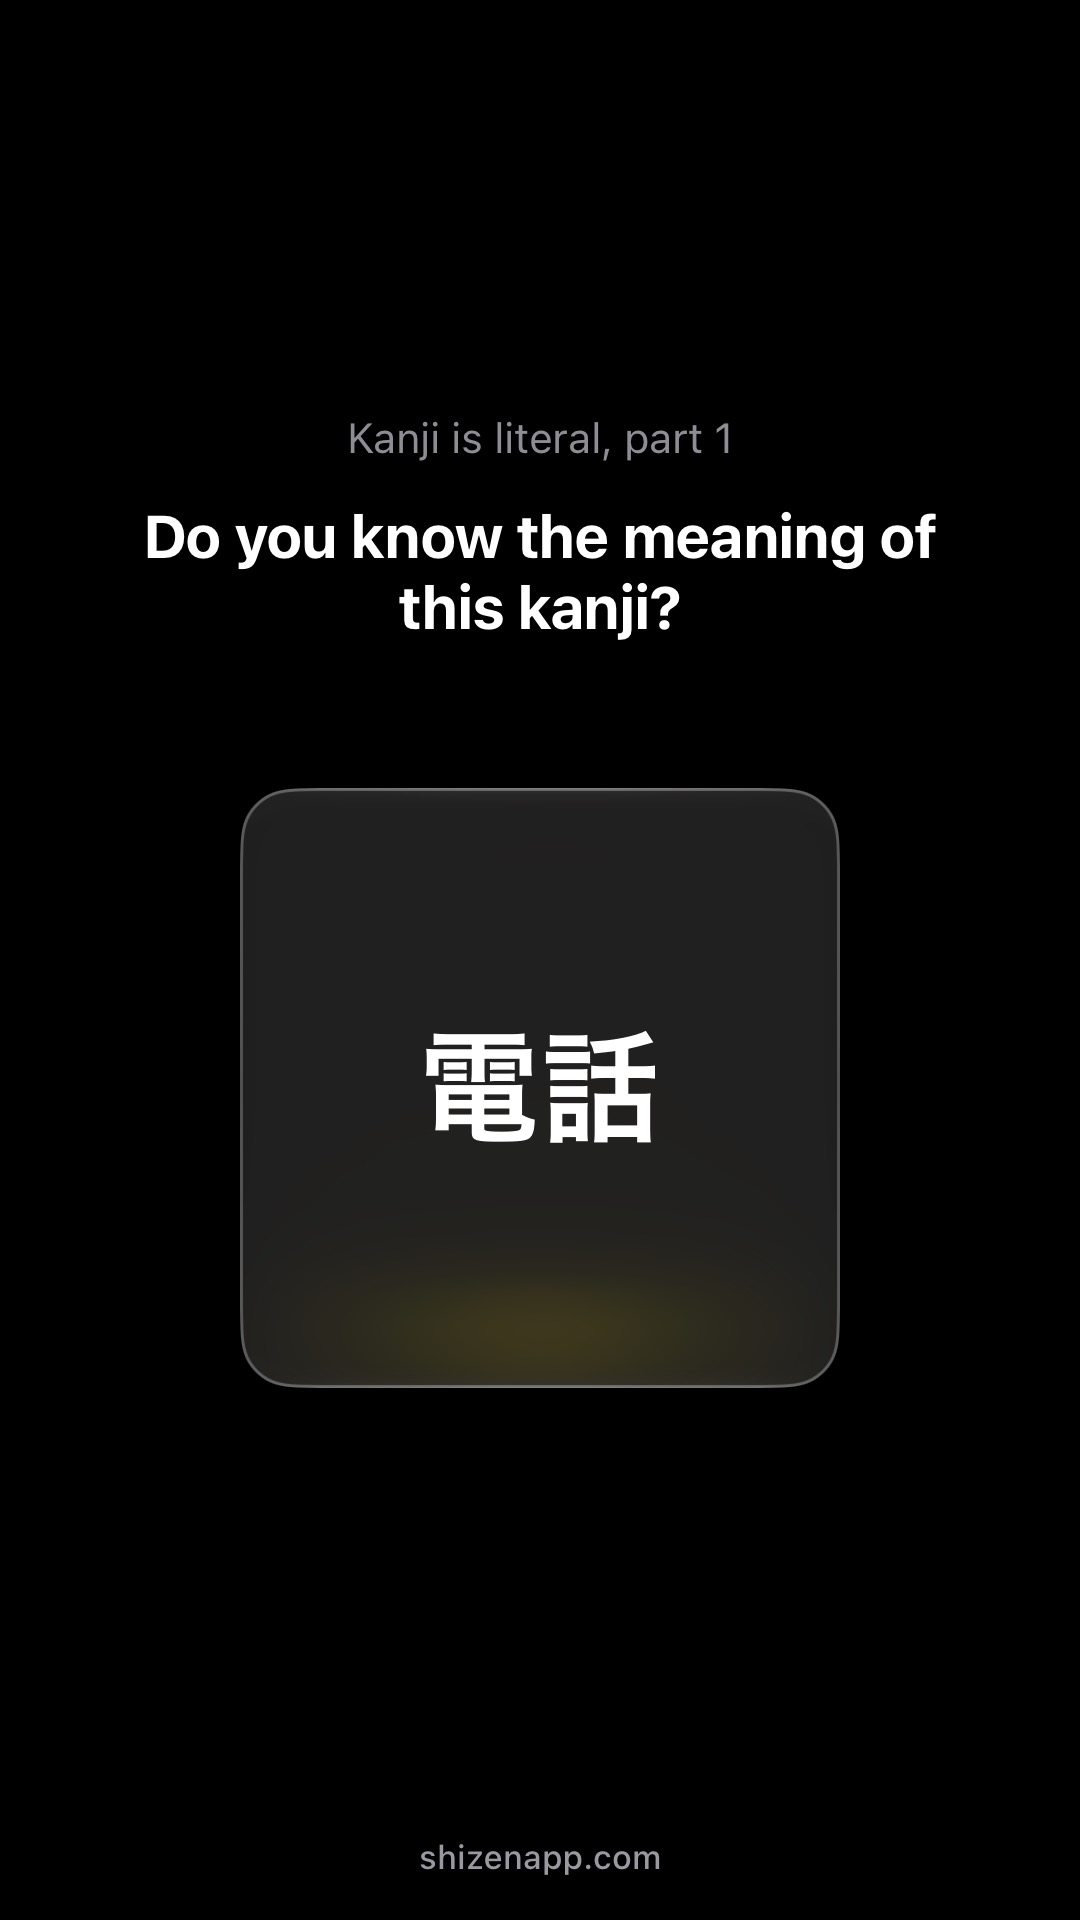 Kanji is literal, part 1
Do you know the meaning of
this kanji?
電話
shizenapp.com